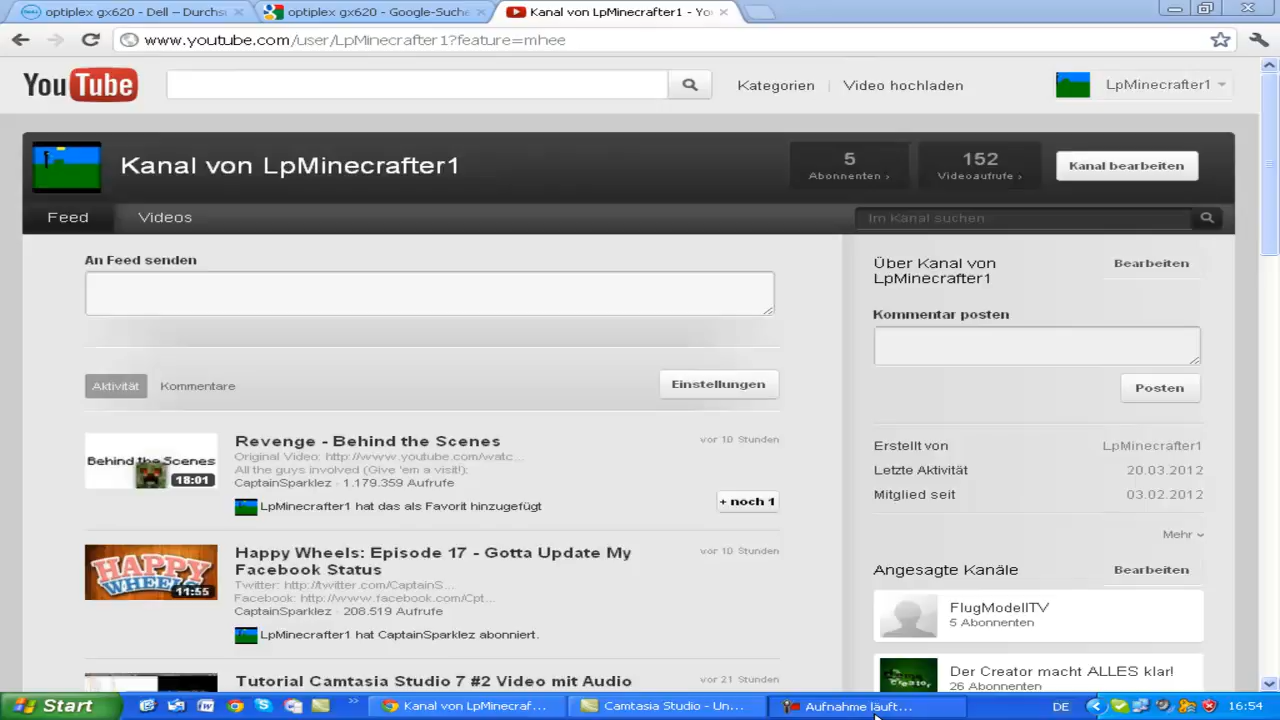 optiplex gx620 - Dell – Durchs
optiplex gx620 - Google-Suche
Kanal von LpMinecrafter1 - Yo
www.youtube.com/user/LpMinecrafter1?feature=mhee
YouTube
Kategorien
Video hochladen
LpMinecrafter1
Kanal von LpMinecrafter1
5
Abonnenten ›
152
Videoaufrufe ›
Kanal bearbeiten
Feed
Videos
Im Kanal suchen
An Feed senden
Aktivität
Kommentare
Einstellungen
Behind the Scenes
18:01
Revenge - Behind the Scenes
vor 10 Stunden
Original Video: http://www.youtube.com/watc...
All the guys involved (Give 'em a visit!):
CaptainSparklez · 1.179.359 Aufrufe
LpMinecrafter1 hat das als Favorit hinzugefügt
+ noch 1
HAPPY WHEELS
11:55
Happy Wheels: Episode 17 - Gotta Update My
Facebook Status
vor 10 Stunden
Twitter: http://twitter.com/CaptainS...
Facebook: http://www.facebook.com/Cpt...
CaptainSparklez · 208.519 Aufrufe
LpMinecrafter1 hat CaptainSparklez abonniert.
Tutorial Camtasia Studio 7 #2 Video mit Audio
vor 21 Stunden
Über Kanal von
LpMinecrafter1
Bearbeiten
Kommentar posten
Posten
Erstellt von LpMinecrafter1
Letzte Aktivität 20.03.2012
Mitglied seit 03.02.2012
Mehr
Angesagte Kanäle
Bearbeiten
FlugModellTV
5 Abonnenten
Der Creator macht ALLES klar!
26 Abonnenten
Start
Kanal von LpMinecraf...
Camtasia Studio - Un...
Aufnahme läuft...
DE
16:54